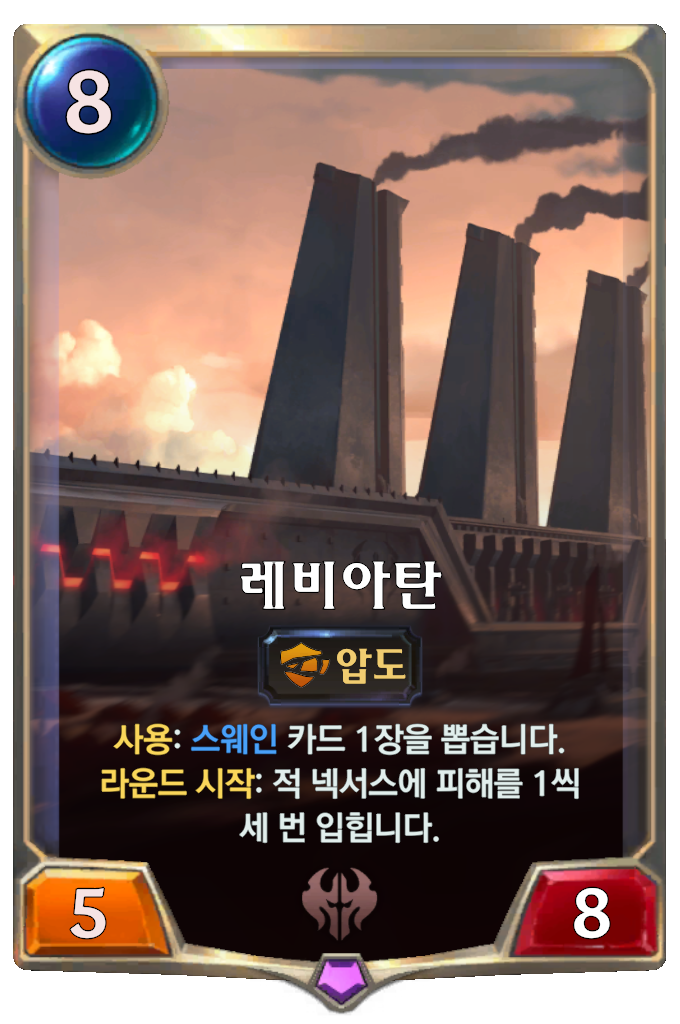 8
레비아탄
압도
사용: 스웨인 카드 1장을 뽑습니다.
라운드 시작: 적 넥서스에 피해를 1씩
세 번 입힙니다.
5
8